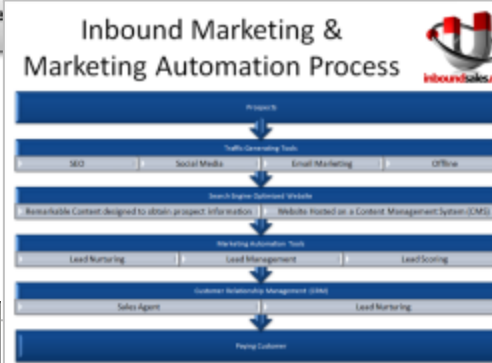 Inbound Marketing &
Marketing Automation Process
inboundsales.
Prospects
Traffic Generating Tools
SEO Social Media Email Marketing Offline
Search Engine Optimized Website
Remarkable Content designed to obtain prospect information Website Hosted on a Content Management System (CMS)
Marketing Automation Tools
Lead Nurturing Lead Management Lead Scoring
Customer Relationship Management (CRM)
Sales Agent Lead Nurturing
Paying Customer